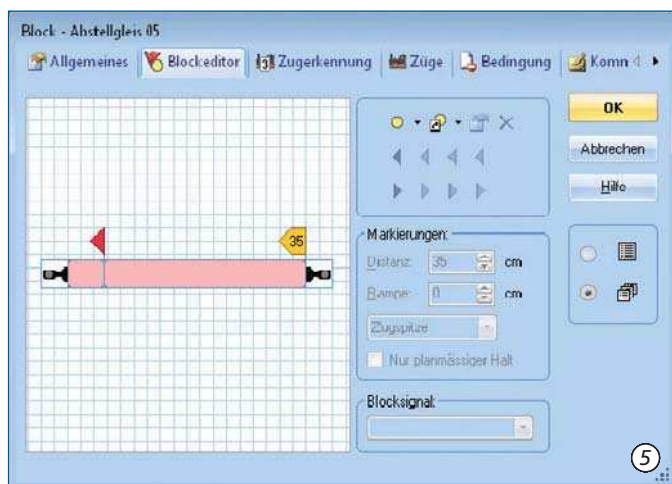 Block - Abstellgleis 05
Allgemeines Blockeditor Zugerkennung Züge Bedingung Komn
OK
Abbrechen
Hilfe
35
Markierungen:
Distanz: 35 cm
Rampe: 0 cm
Zugspitze
Nur planmässiger Halt
Blocksignal:
5